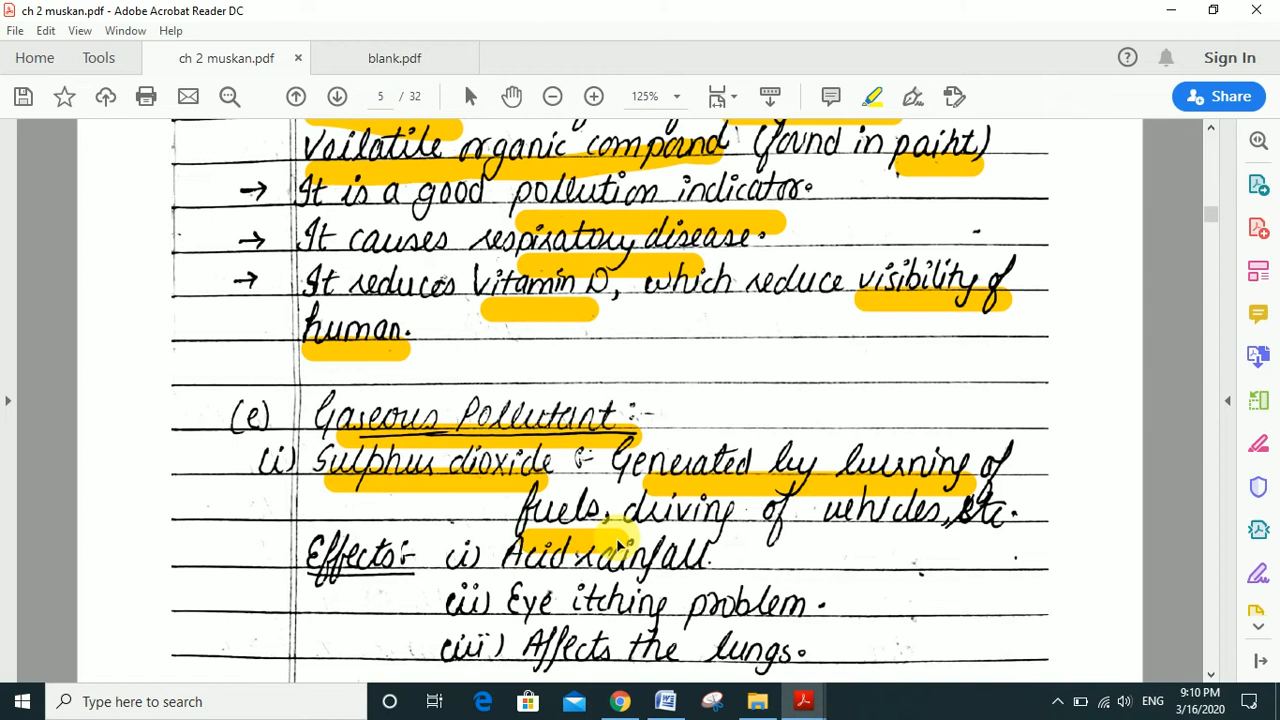 ch 2 muskan.pdf - Adobe Acrobat Reader DC
File Edit View Window Help
Home Tools ch 2 muskan.pdf × blank.pdf Sign In
5 / 32 125% Share
Voilatile organic compound (found in paint)
→ It is a good pollution indicator.
→ It causes respiratory disease.
→ It reduces Vitamin D, which reduce visibility of
human.
(e) Gaseous Pollutant :-
(i) Sulphur dioxide :- Generated by burning of
fuels, driving of vehicles, etc.
Effects :- (i) Acid rainfall.
(ii) Eye itching problem.
(iii) Affects the lungs.
Type here to search
ENG
9:10 PM
3/16/2020